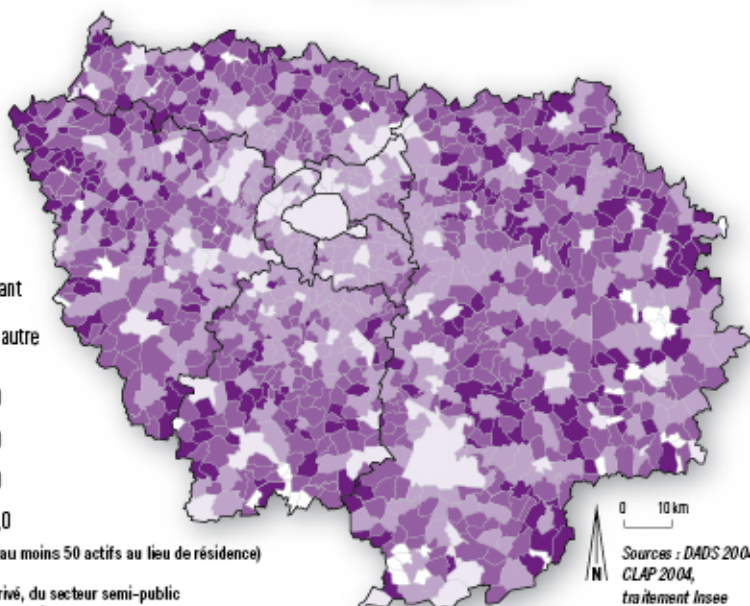 ant
autre
0
0
0
,0
au moins 50 actifs au lieu de résidence)
rivé, du secteur semi-public
0 10 km
N
Sources : DADS 2004
CLAP 2004,
traitement Insee